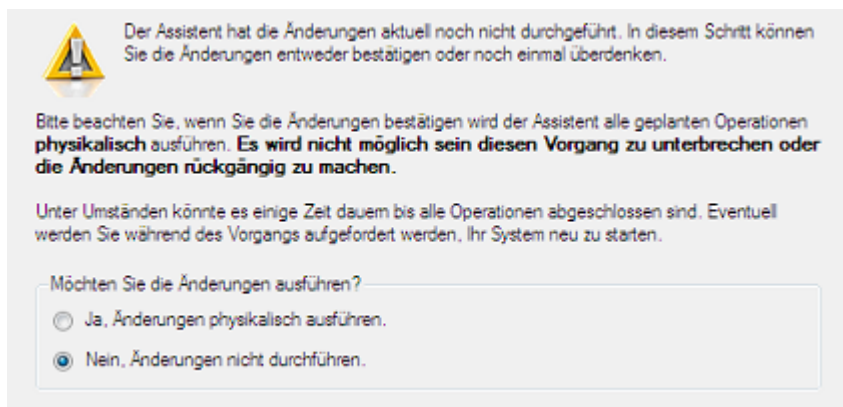 Der Assistent hat die Änderungen aktuell noch nicht durchgeführt. In diesem Schritt können
Sie die Änderungen entweder bestätigen oder noch einmal überdenken.
Bitte beachten Sie, wenn Sie die Änderungen bestätigen wird der Assistent alle geplanten Operationen
physikalisch ausführen. Es wird nicht möglich sein diesen Vorgang zu unterbrechen oder
die Änderungen rückgängig zu machen.
Unter Umständen könnte es einige Zeit dauern bis alle Operationen abgeschlossen sind. Eventuell
werden Sie während des Vorgangs aufgefordert werden, Ihr System neu zu starten.
Möchten Sie die Änderungen ausführen?
Ja, Änderungen physikalisch ausführen.
Nein, Änderungen nicht durchführen.